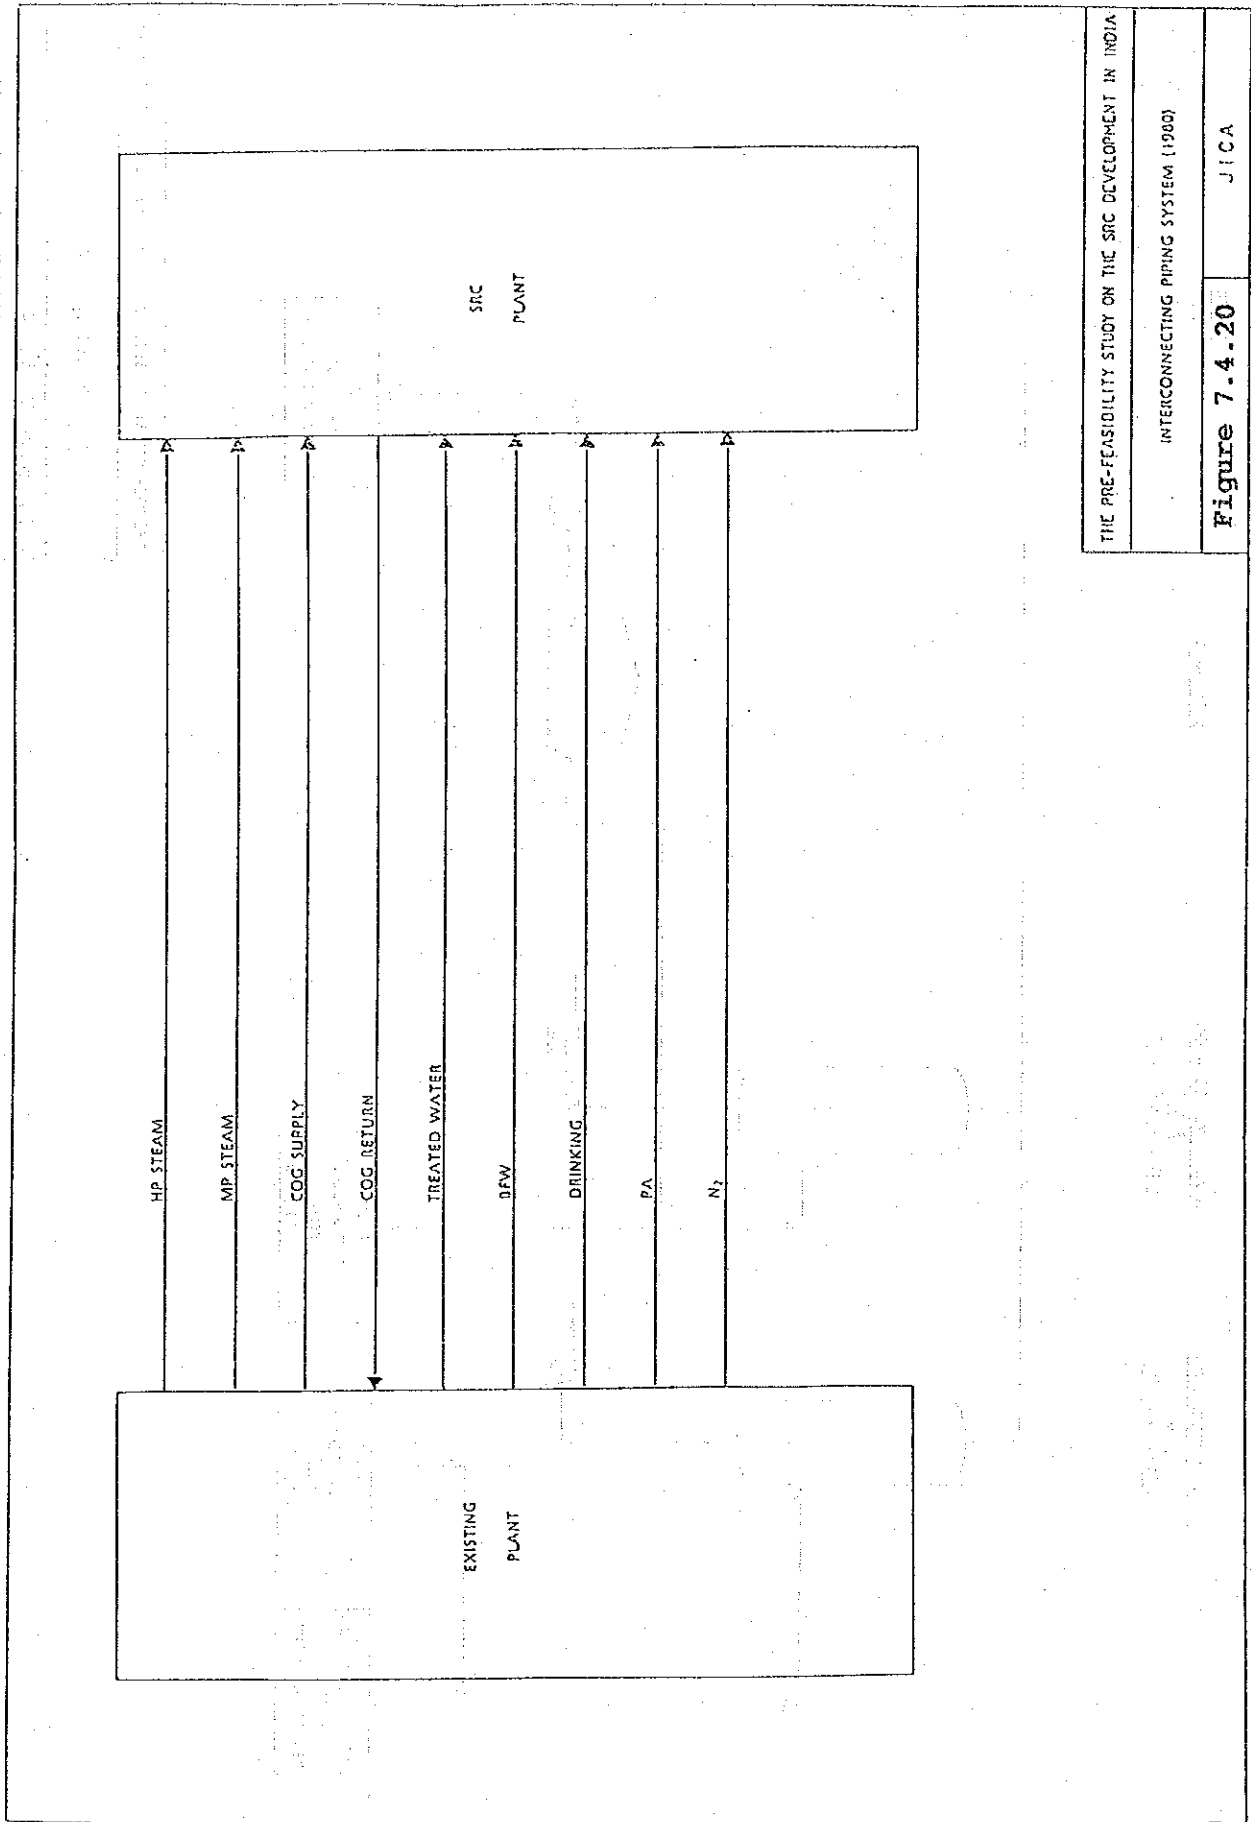 EXISTING
PLANT
HP STEAM
MP STEAM
COG SUPPLY
COG RETURN
TREATED WATER
BFW
DRINKING
PA
N₂
SRC
PLANT
THE PRE-FEASIBILITY STUDY ON THE SRC DEVELOPMENT IN INDIA
INTERCONNECTING PIPING SYSTEM (1980)
Figure 7.4.20
JICA